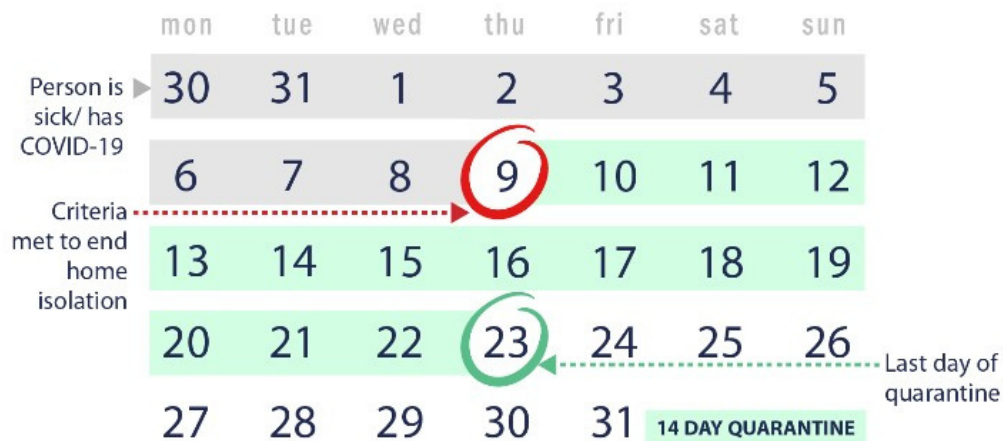 mon tue wed thu fri sat sun
Person is
sick/ has
COVID-19
30 31 1 2 3 4 5
6 7 8 9 10 11 12
Criteria
met to end
home
isolation
13 14 15 16 17 18 19
20 21 22 23 24 25 26
Last day of
quarantine
27 28 29 30 31 14 DAY QUARANTINE